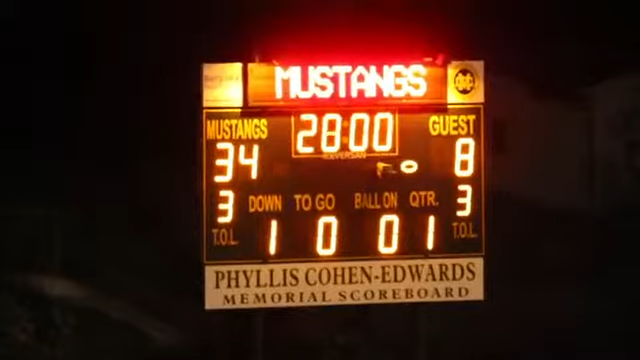 MUSTANGS
MUSTANGS 28:00 GUEST
34 8
3 DOWN TO GO BALL ON QTR. 3
T.O.L. 1 0 0 1 T.O.L.
PHYLLIS COHEN-EDWARDS
MEMORIAL SCOREBOARD